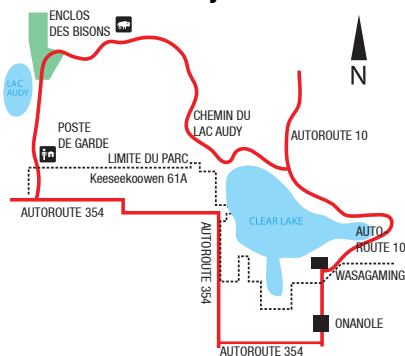 ENCLOS
DES BISONS
LAC
AUDY
N
CHEMIN DU
LAC AUDY
POSTE
DE GARDE
AUTOROUTE 10
LIMITE DU PARC
Keeseekoowen 61A
AUTOROUTE 354
CLEAR LAKE
AUTO-
ROUTE 10
AUTOROUTE 354
WASAGAMING
ONANOLE
AUTOROUTE 354